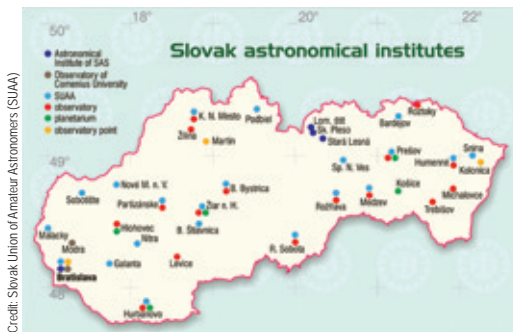 Credit: Slovak Union of Amateur Astronomers (SUAA)
50°
18°
20°
22°
Slovak astronomical institutes
Astronomical
Institute of SAS
Observatory of
Comenius University
SUAA
observatory
planetarium
observatory point
K. N. Mesto
Podbiel
Žilina
Martin
Lom. štít
Sk. Pleso
Stará Lesná
Roztoky
Bardejov
Prešov
Snina
Humenné
Kolonica
Sp. N. Ves
49°
Michalovce
Košice
Trebišov
Medzev
Rožňava
R. Sobota
Nové M. n. V.
Sobotište
Partizánske
B. Bystrica
Žiar n. H.
B. Štiavnica
Hlohovec
Nitra
Malacky
Modra
Bratislava
Galanta
Levice
Hurbanovo
48°